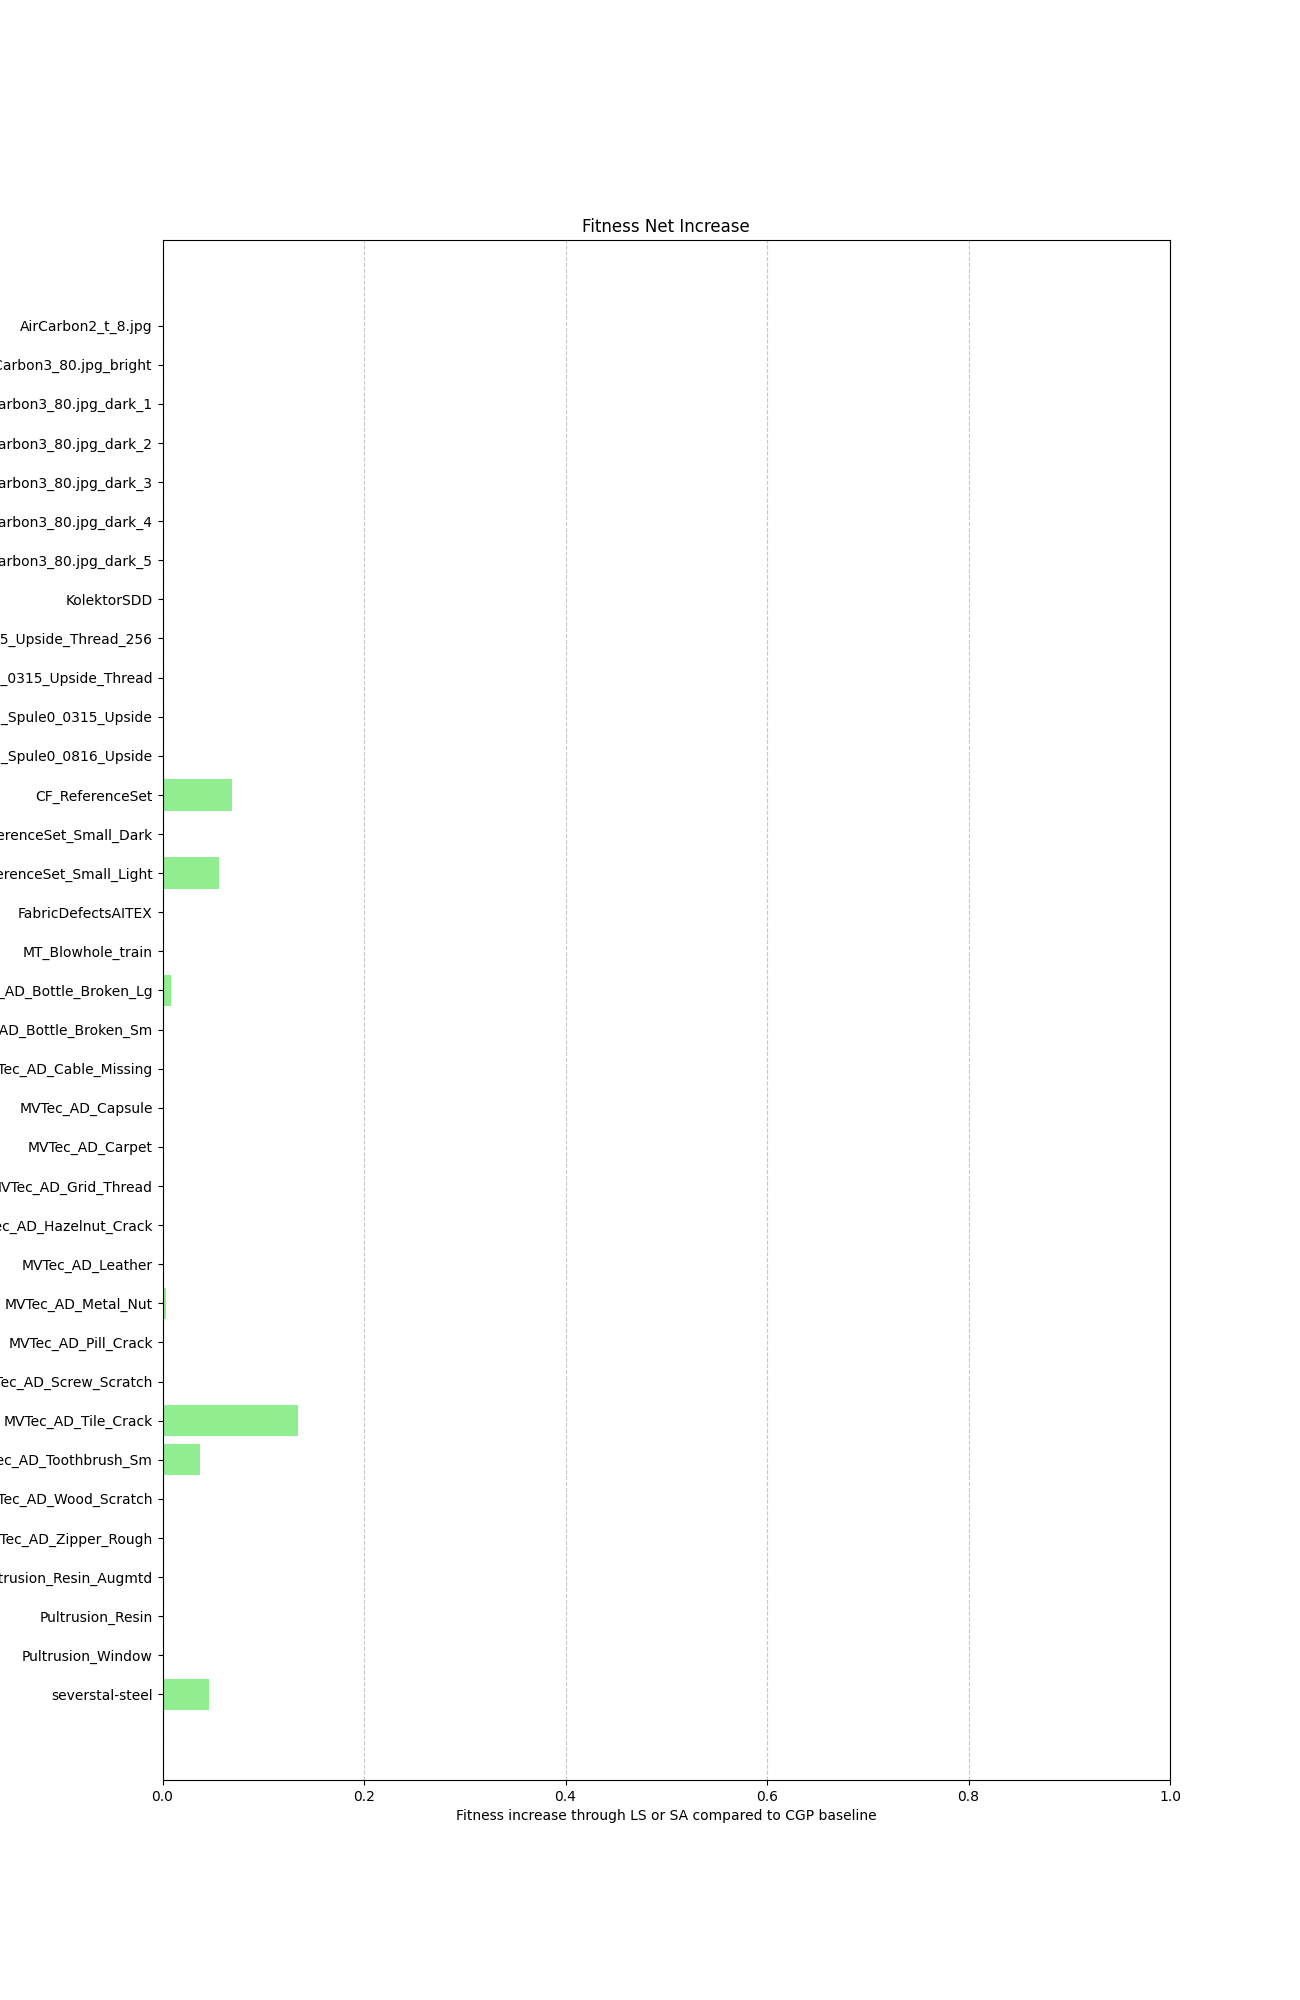 Fitness Net Increase
AirCarbon2_t_8.jpg
Carbon3_80.jpg_bright
arbon3_80.jpg_dark_1
arbon3_80.jpg_dark_2
arbon3_80.jpg_dark_3
arbon3_80.jpg_dark_4
arbon3_80.jpg_dark_5
KolektorSDD
5_Upside_Thread_256
_0315_Upside_Thread
_Spule0_0315_Upside
_Spule0_0816_Upside
CF_ReferenceSet
erenceSet_Small_Dark
erenceSet_Small_Light
FabricDefectsAITEX
MT_Blowhole_train
_AD_Bottle_Broken_Lg
AD_Bottle_Broken_Sm
Tec_AD_Cable_Missing
MVTec_AD_Capsule
MVTec_AD_Carpet
MVTec_AD_Grid_Thread
ec_AD_Hazelnut_Crack
MVTec_AD_Leather
MVTec_AD_Metal_Nut
MVTec_AD_Pill_Crack
Tec_AD_Screw_Scratch
MVTec_AD_Tile_Crack
ec_AD_Toothbrush_Sm
Tec_AD_Wood_Scratch
Tec_AD_Zipper_Rough
trusion_Resin_Augmtd
Pultrusion_Resin
Pultrusion_Window
severstal-steel
0.0 0.2 0.4 0.6 0.8 1.0
Fitness increase through LS or SA compared to CGP baseline